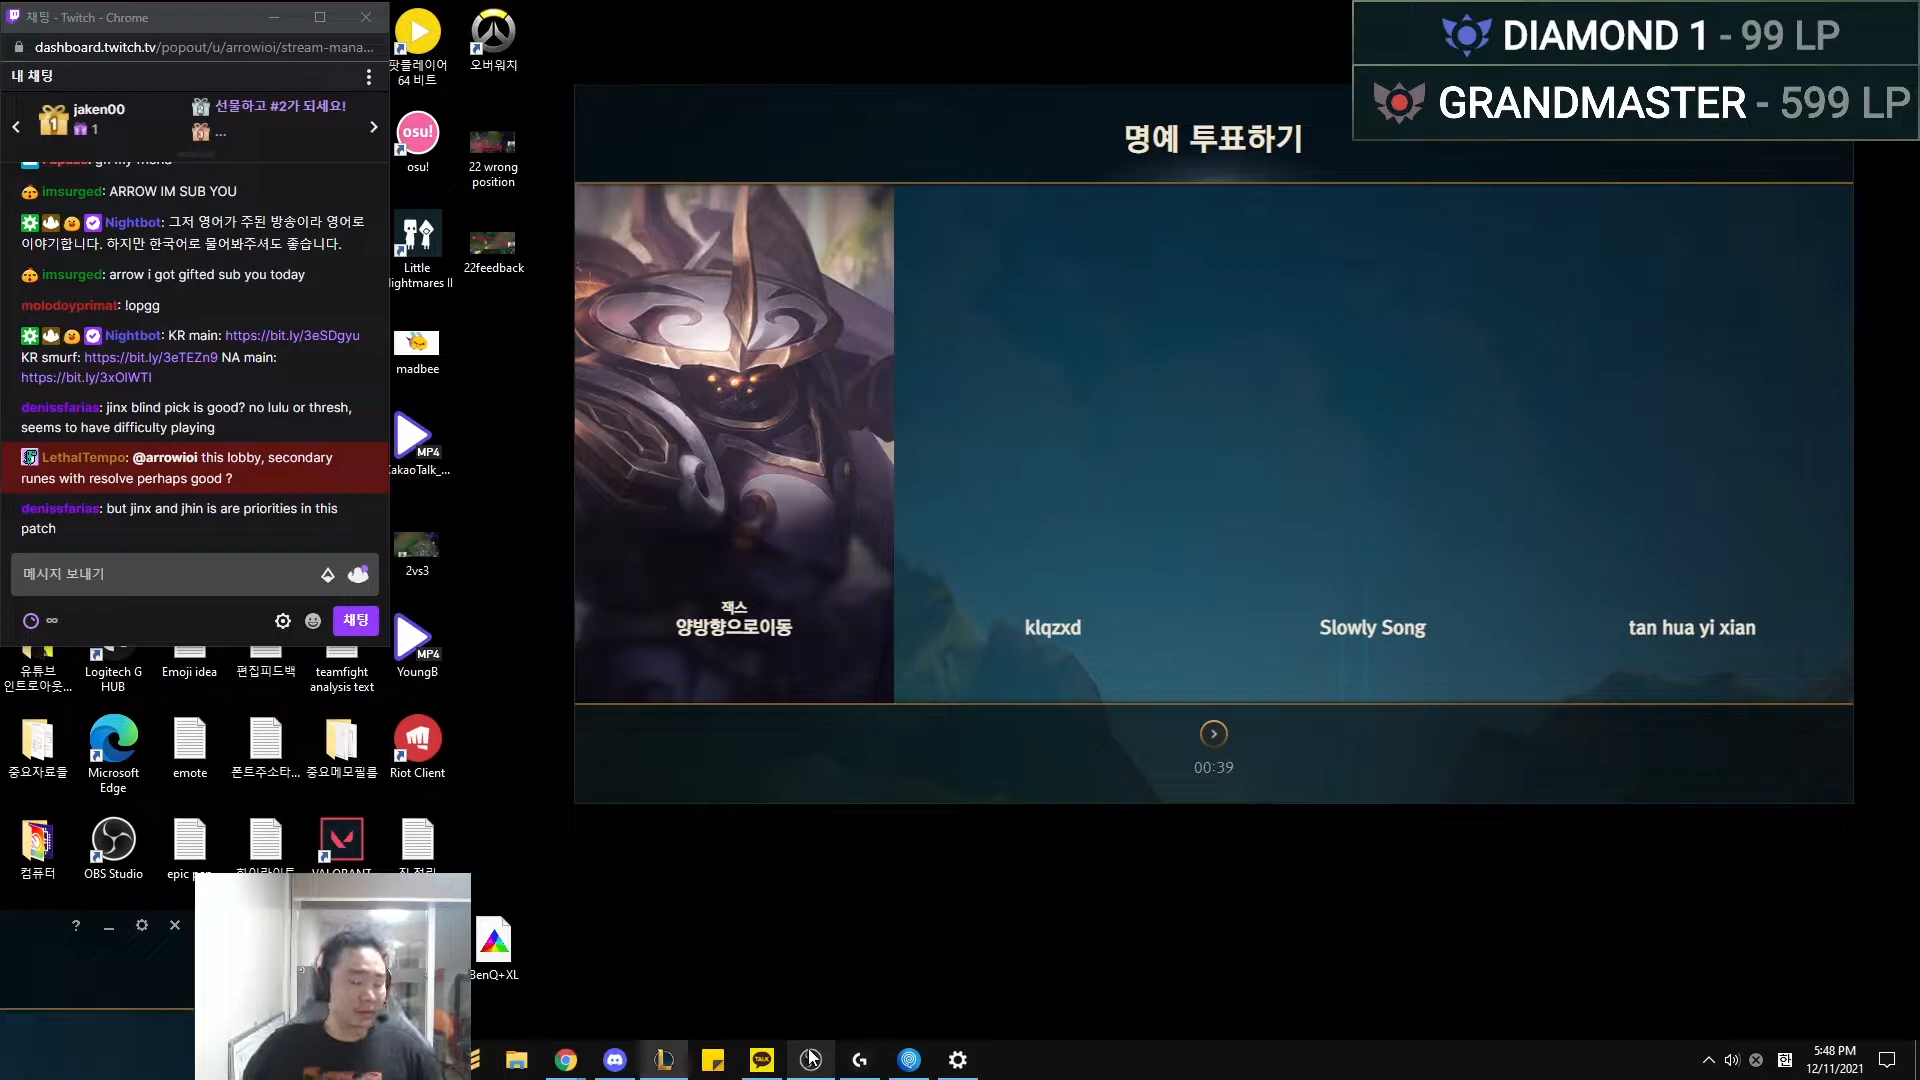 채팅 - Twitch - Chrome
dashboard.twitch.tv/popout/u/arrowioi/stream-mana...
내 채팅
jaken00
1
선물하고 #2가 되세요!
...
imsurged: ARROW IM SUB YOU
Nightbot: 그저 영어가 주된 방송이라 영어로
이야기합니다. 하지만 한국어로 물어봐주셔도 좋습니다.
imsurged: arrow i got gifted sub you today
molodoyprimat: !opgg
Nightbot: KR main: https://bit.ly/3eSDgyu
KR smurf: https://bit.ly/3eTEZn9 NA main:
https://bit.ly/3xOIWTI
denissfarias: jinx blind pick is good? no lulu or thresh,
seems to have difficulty playing
LethalTempo: @arrowioi this lobby, secondary
runes with resolve perhaps good ?
denissfarias: but jinx and jhin is are priorities in this
patch
메시지 보내기
채팅
팟플레이어
64 비트
오버워치
osu!
osu!
22 wrong
position
Little
lightmares II
22feedback
madbee
MP4
KakaoTalk_...
2vs3
MP4
YoungB
유튜브
인트로아웃...
Logitech G
HUB
Emoji idea
편집피드백
teamfight
analysis text
중요자료들
Microsoft
Edge
emote
폰트주소타...
중요메모필름
Riot Client
컴퓨터
OBS Studio
epic
VALORANT
BenQ+XL
DIAMOND 1 - 99 LP
GRANDMASTER - 599 LP
명예 투표하기
잭스
양방향으로이동
klqzxd
Slowly Song
tan hua yi xian
00:39
TALK
한
5:48 PM
12/11/2021